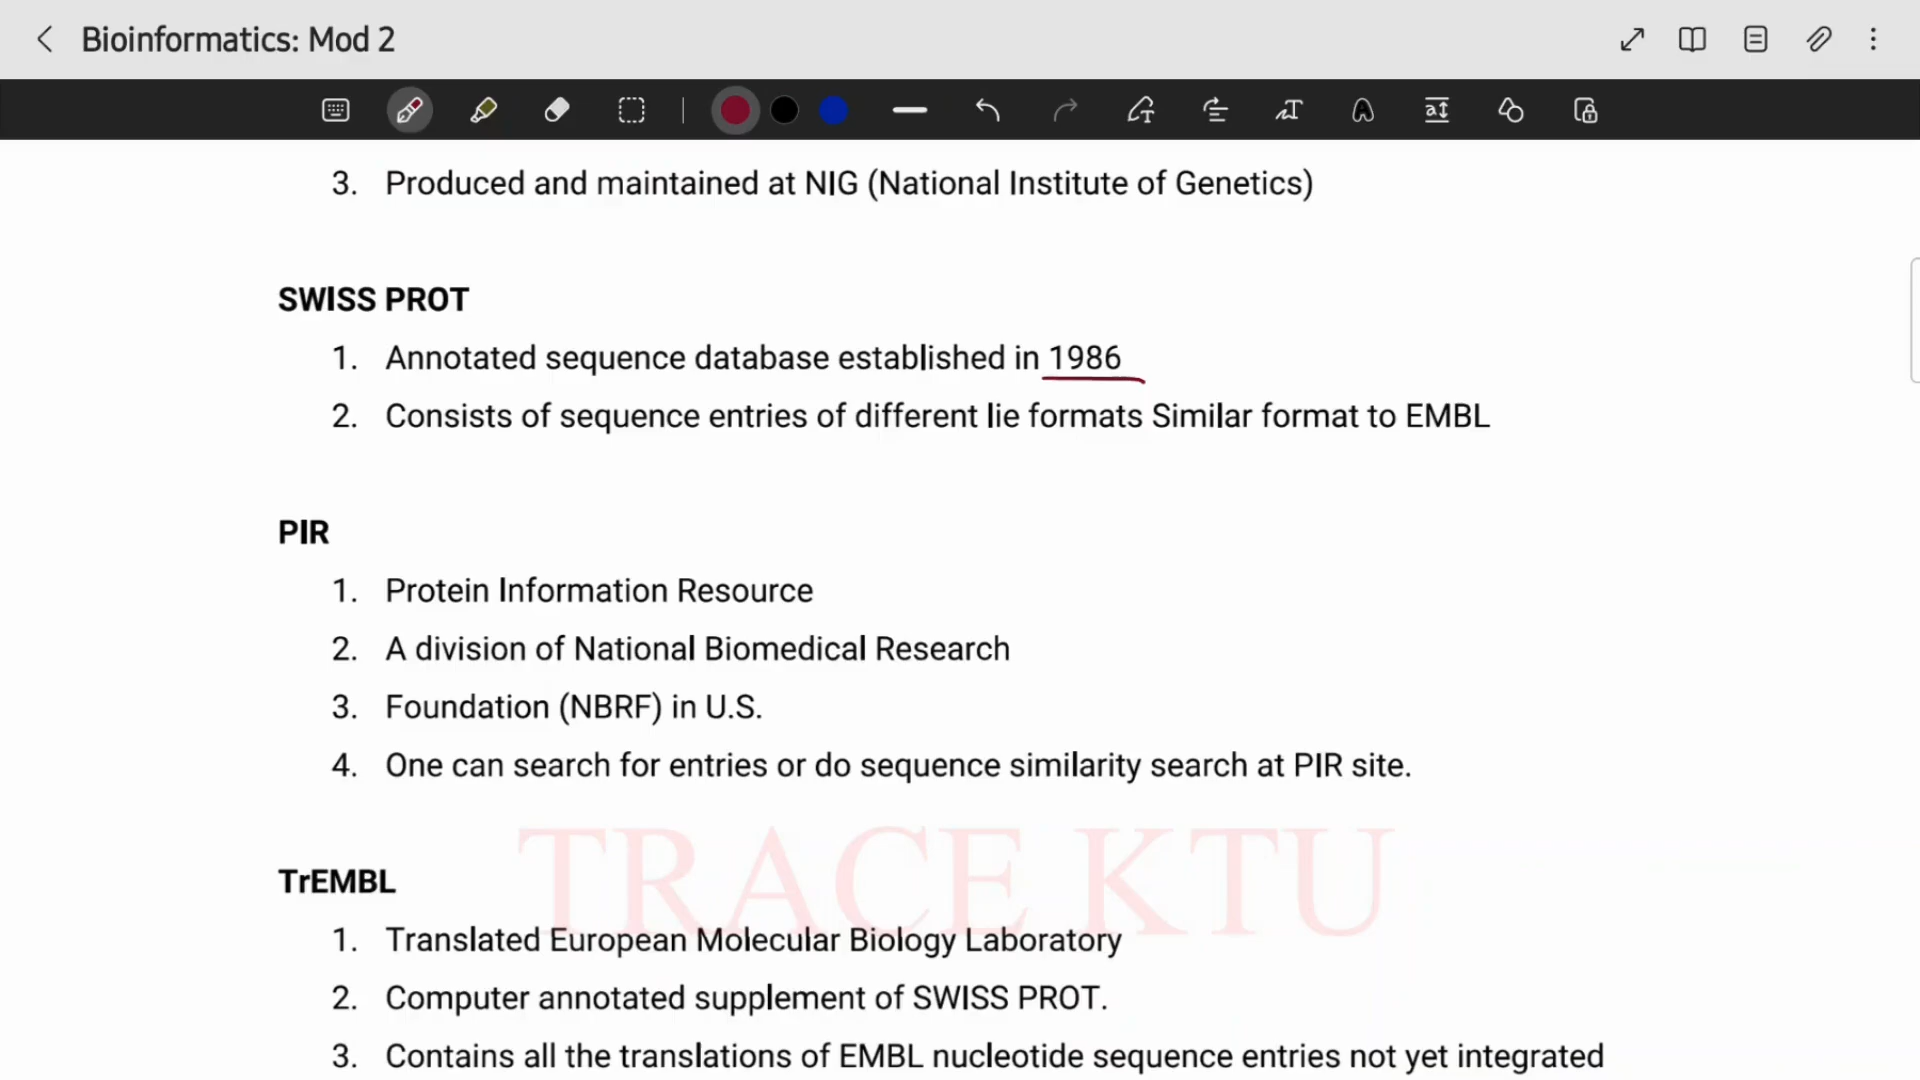 Bioinformatics: Mod 2
3. Produced and maintained at NIG (National Institute of Genetics)
SWISS PROT
1. Annotated sequence database established in 1986
2. Consists of sequence entries of different lie formats Similar format to EMBL
PIR
1. Protein Information Resource
2. A division of National Biomedical Research
3. Foundation (NBRF) in U.S.
4. One can search for entries or do sequence similarity search at PIR site.
TRACE KTU
TrEMBL
1. Translated European Molecular Biology Laboratory
2. Computer annotated supplement of SWISS PROT.
3. Contains all the translations of EMBL nucleotide sequence entries not yet integrated